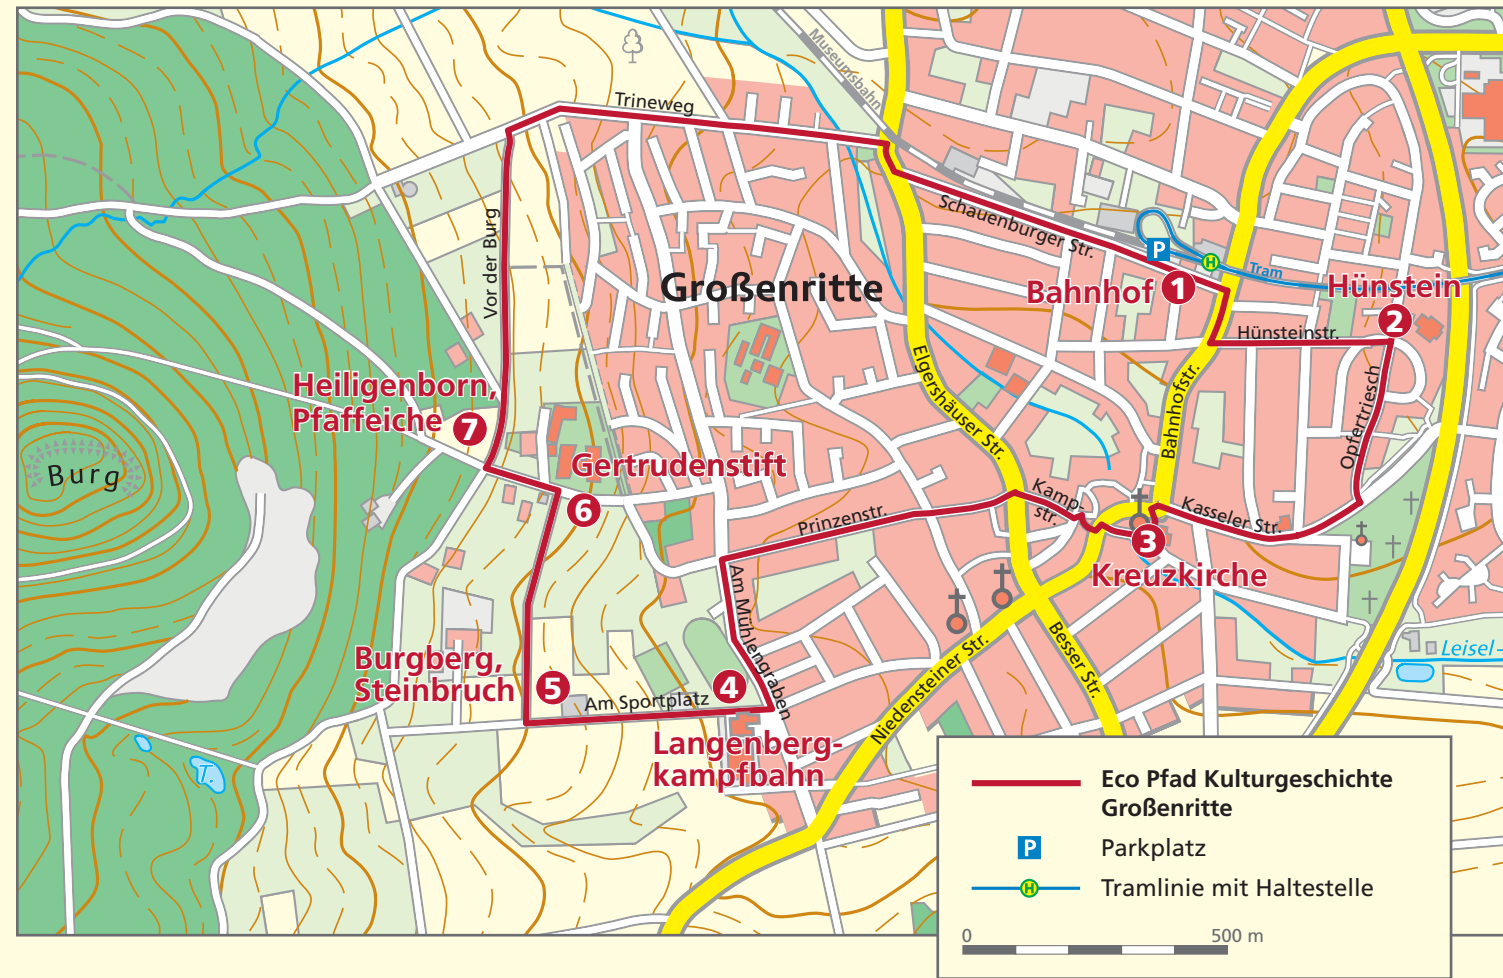 Museumsbahn
Trineweg
Schauenburger Str.
P
H
Tram
Vor der Burg
Großenritte
Bahnhof 1
Hünstein
2
Hünsteinstr.
Elgershäuser Str.
Bahnhofstr.
Opfertriesch
Heiligenborn,
Pfaffeiche 7
Burg
Gertrudenstift
6
Prinzenstr.
Kamp-
str.
Kasseler Str.
3
Kreuzkirche
Am Mühlengraben
Besser Str.
Niedensteiner Str.
Leisel-
Burgberg,
Steinbruch 5
4
Am Sportplatz
Langenberg-
kampfbahn
T.
Eco Pfad Kulturgeschichte
Großenritte
P Parkplatz
H Tramlinie mit Haltestelle
0 500 m